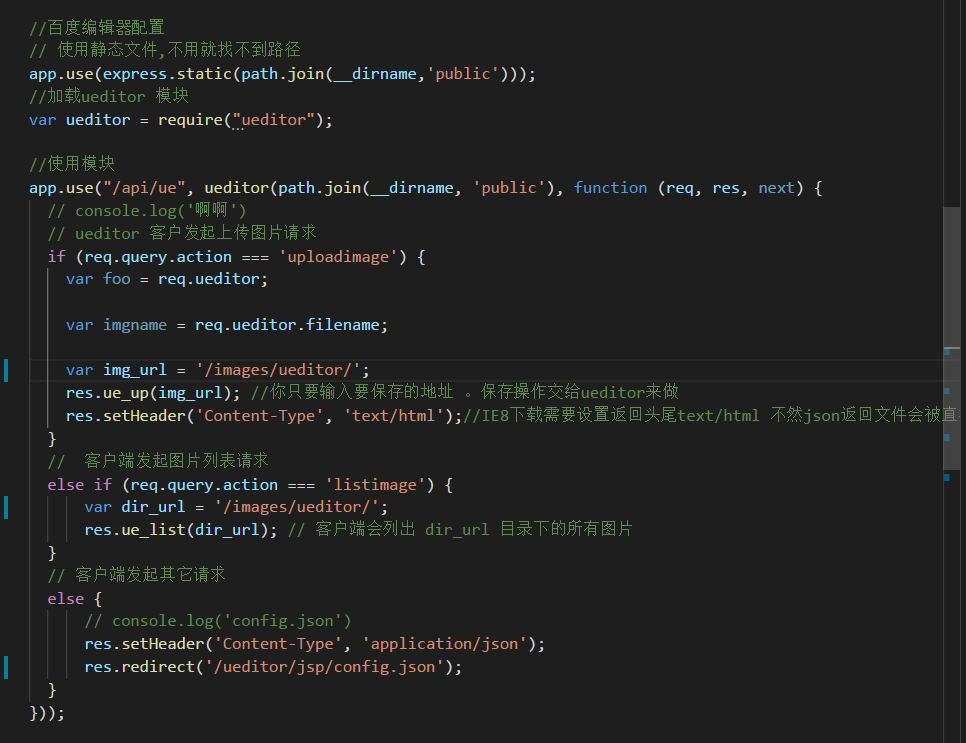 //百度编辑器配置
// 使用静态文件,不用就找不到路径
app.use(express.static(path.join(__dirname,'public')));
//加载ueditor 模块
var ueditor = require("ueditor");
//使用模块
app.use("/api/ue", ueditor(path.join(__dirname, 'public'), function (req, res, next) {
// console.log('啊啊')
// ueditor 客户发起上传图片请求
if (req.query.action === 'uploadimage') {
var foo = req.ueditor;
var imgname = req.ueditor.filename;
var img_url = '/images/ueditor/';
res.ue_up(img_url); //你只要输入要保存的地址 。保存操作交给ueditor来做
res.setHeader('Content-Type', 'text/html');//IE8下载需要设置返回头尾text/html 不然json返回文件会被直
}
//  客户端发起图片列表请求
else if (req.query.action === 'listimage') {
var dir_url = '/images/ueditor/';
res.ue_list(dir_url); // 客户端会列出 dir_url 目录下的所有图片
}
// 客户端发起其它请求
else {
// console.log('config.json')
res.setHeader('Content-Type', 'application/json');
res.redirect('/ueditor/jsp/config.json');
}
}));